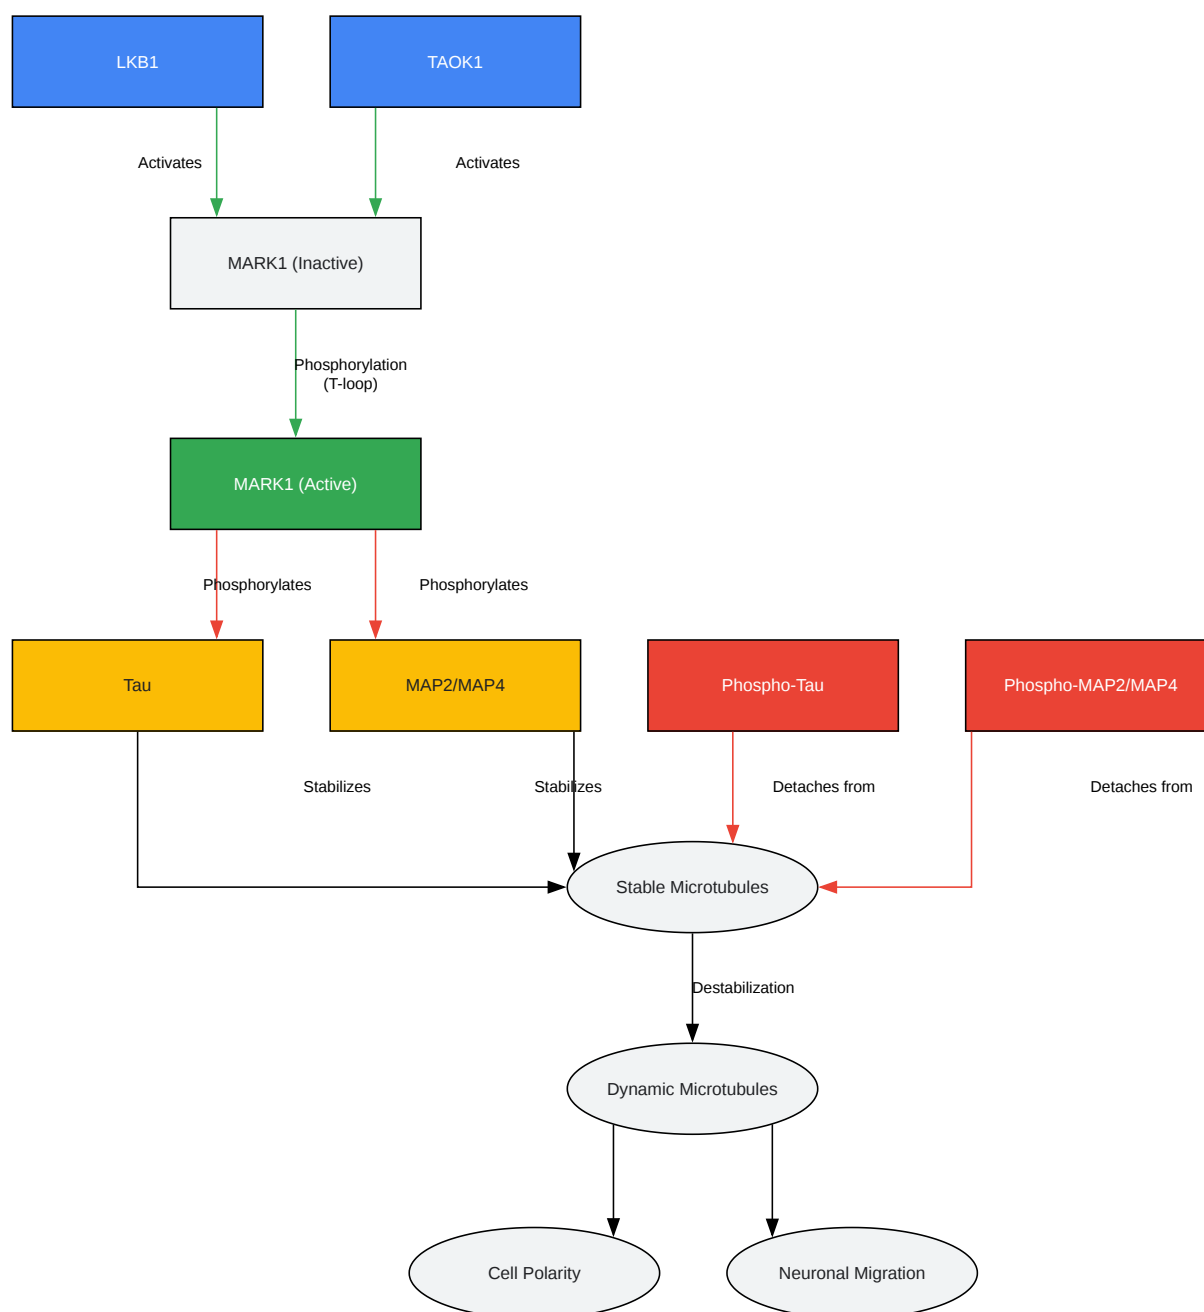 LKB1
TAOK1
Activates
Activates
MARK1 (Inactive)
Phosphorylation
(T-loop)
MARK1 (Active)
Phosphorylates
Phosphorylates
Tau
MAP2/MAP4
Phospho-Tau
Phospho-MAP2/MAP4
Stabilizes
Stabilizes
Detaches from
Detaches from
Stable Microtubules
Destabilization
Dynamic Microtubules
Cell Polarity
Neuronal Migration